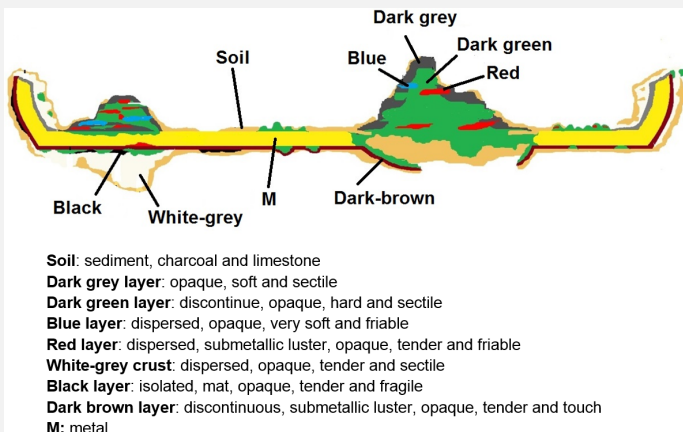 Dark grey
Dark green
Soil
Blue
Red
Black
White-grey
M
Dark-brown
Soil: sediment, charcoal and limestone
Dark grey layer: opaque, soft and sectile
Dark green layer: discontinue, opaque, hard and sectile
Blue layer: dispersed, opaque, very soft and friable
Red layer: dispersed, submetallic luster, opaque, tender and friable
White-grey crust: dispersed, opaque, tender and sectile
Black layer: isolated, mat, opaque, tender and fragile
Dark brown layer: discontinuous, submetallic luster, opaque, tender and touch
M: metal